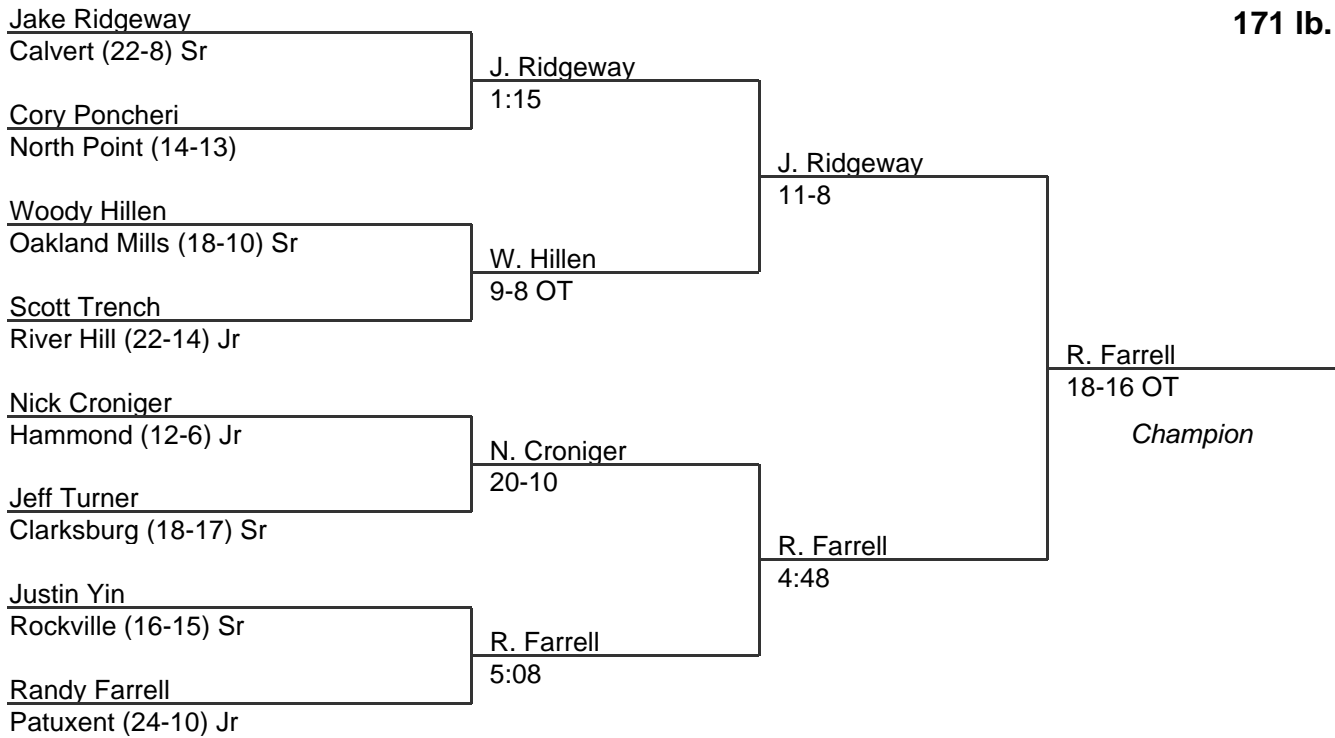 171 lb.
Jake Ridgeway
Calvert (22-8) Sr
Cory Poncheri
North Point (14-13)
Woody Hillen
Oakland Mills (18-10) Sr
Scott Trench
River Hill (22-14) Jr
Nick Croniger
Hammond (12-6) Jr
Jeff Turner
Clarksburg (18-17) Sr
Justin Yin
Rockville (16-15) Sr
Randy Farrell
Patuxent (24-10) Jr
J. Ridgeway
1:15
W. Hillen
9-8 OT
N. Croniger
20-10
R. Farrell
5:08
J. Ridgeway
11-8
R. Farrell
4:48
R. Farrell
18-16 OT
Champion